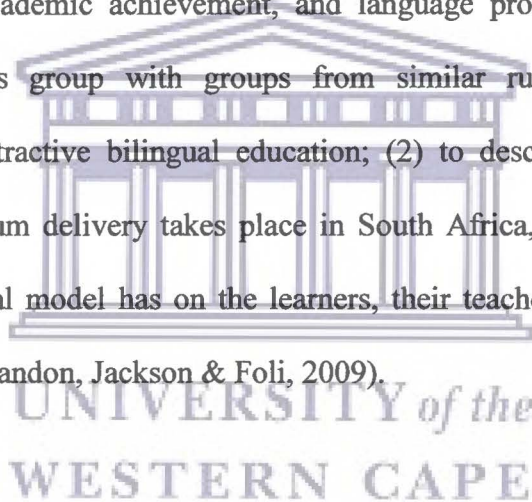 ademic achievement, and language pro
s group with groups from similar ru
tractive bilingual education; (2) to desc
um delivery takes place in South Africa,
l model has on the learners, their teach
andon, Jackson & Foli, 2009).
UNIVERSITY of the
WESTERN CAPE